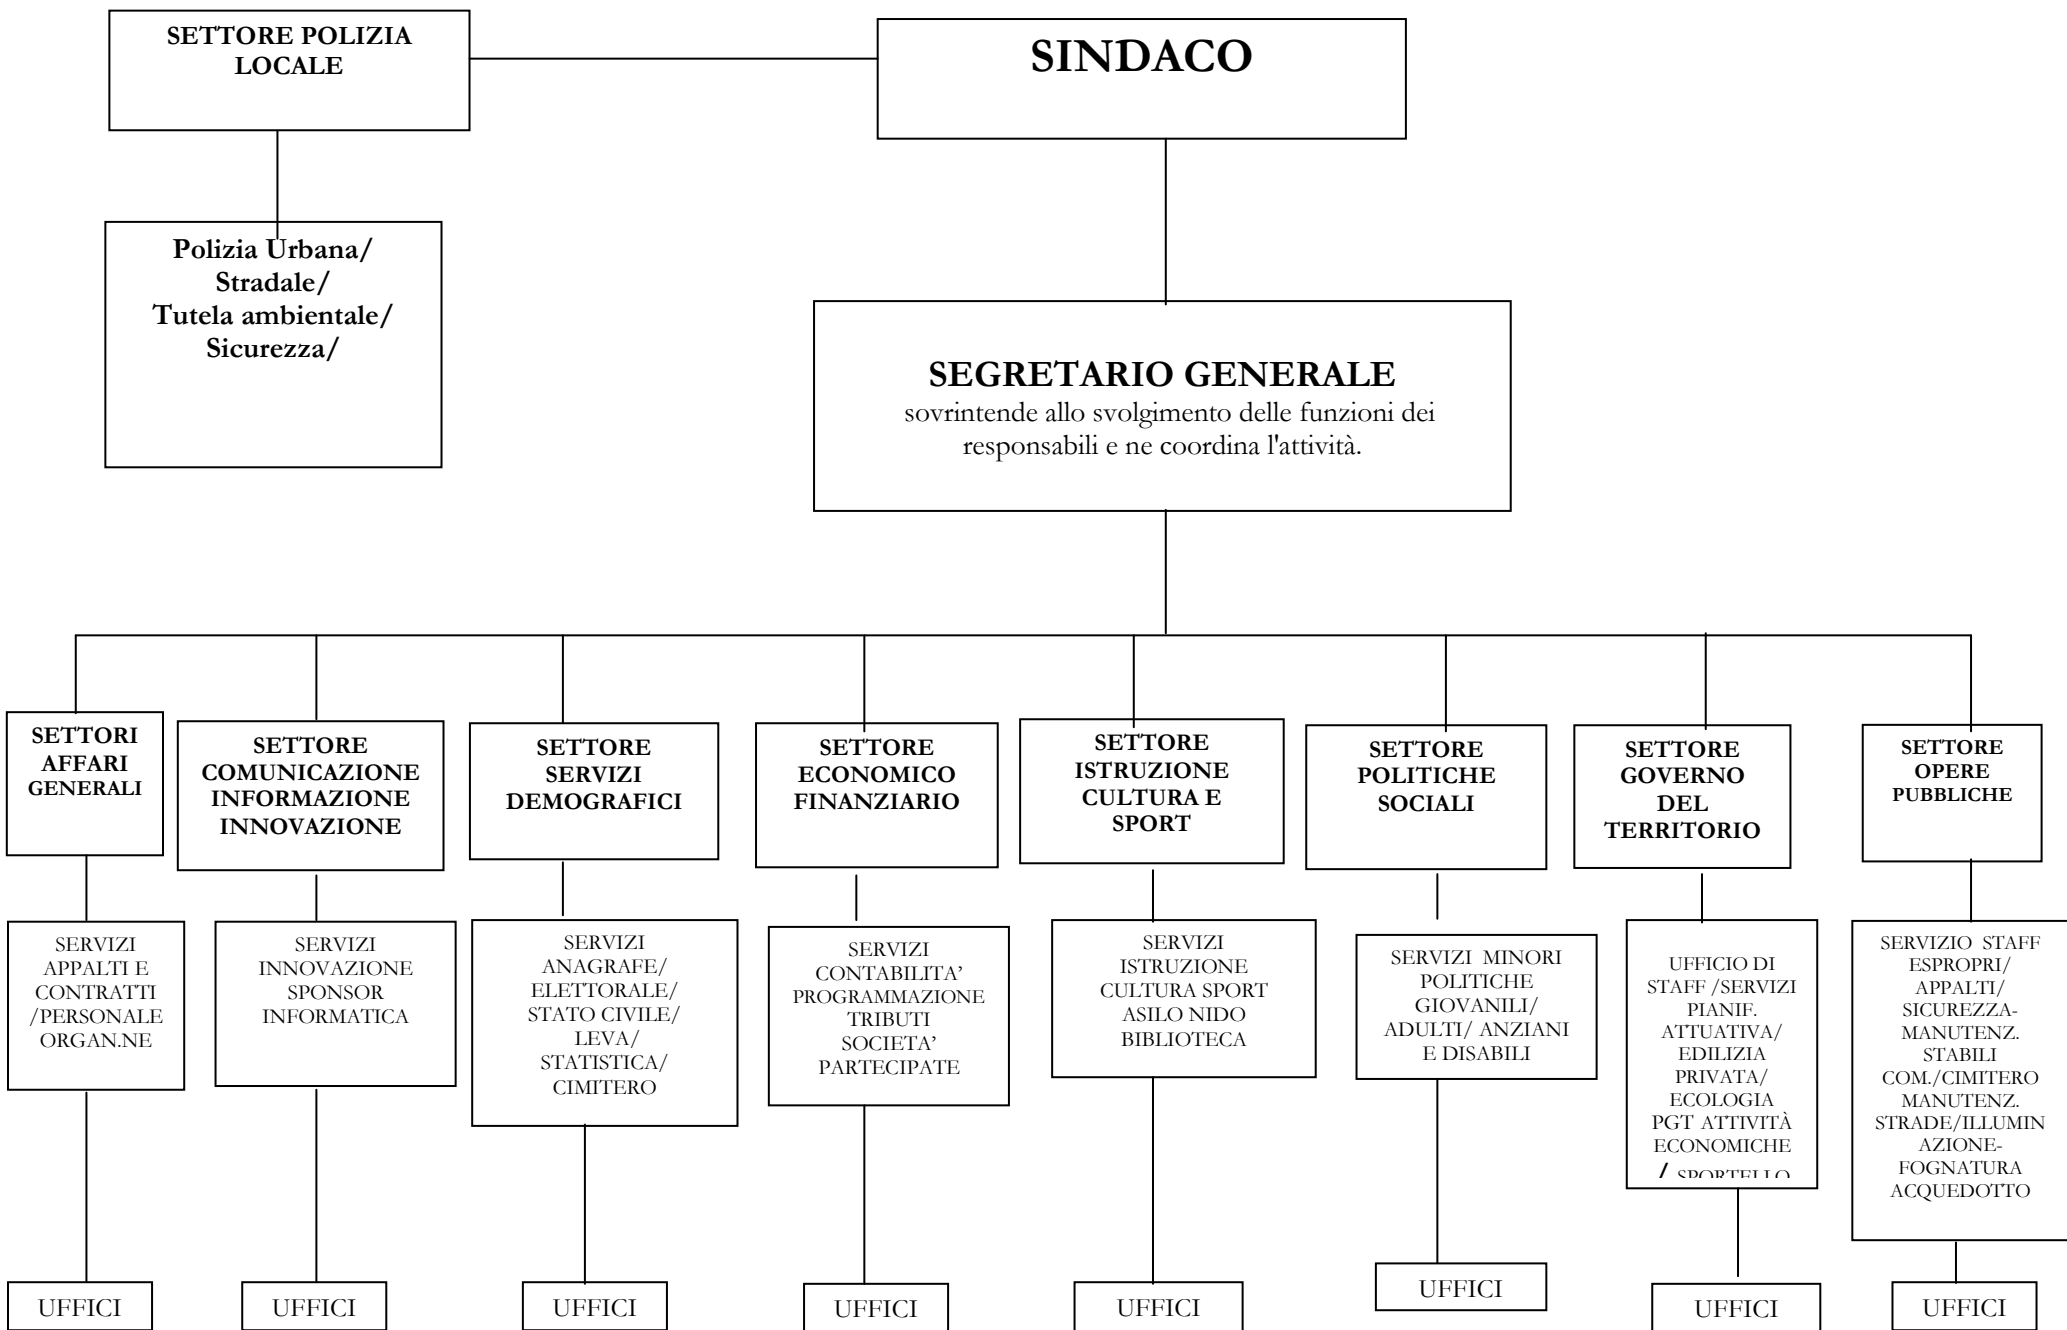 SETTORE POLIZIA
LOCALE
SINDACO
Polizia Urbana/
Stradale/
Tutela ambientale/
Sicurezza/
SEGRETARIO GENERALE
sovrintende allo svolgimento delle funzioni dei
responsabili e ne coordina l'attività.
SETTORI
AFFARI
GENERALI
SETTORE
COMUNICAZIONE
INFORMAZIONE
INNOVAZIONE
SETTORE
SERVIZI
DEMOGRAFICI
SETTORE
ECONOMICO
FINANZIARIO
SETTORE
ISTRUZIONE
CULTURA E
SPORT
SETTORE
POLITICHE
SOCIALI
SETTORE
GOVERNO
DEL
TERRITORIO
SETTORE
OPERE
PUBBLICHE
SERVIZI
APPALTI E
CONTRATTI
/PERSONALE
ORGAN.NE
SERVIZI
INNOVAZIONE
SPONSOR
INFORMATICA
SERVIZI
ANAGRAFE/
ELETTORALE/
STATO CIVILE/
LEVA/
STATISTICA/
CIMITERO
SERVIZI
CONTABILITA'
PROGRAMMAZIONE
TRIBUTI
SOCIETA'
PARTECIPATE
SERVIZI
ISTRUZIONE
CULTURA SPORT
ASILO NIDO
BIBLIOTECA
SERVIZI MINORI
POLITICHE
GIOVANILI/
ADULTI/ ANZIANI
E DISABILI
UFFICIO DI
STAFF /SERVIZI
PIANIF.
ATTUATIVA/
EDILIZIA
PRIVATA/
ECOLOGIA
PGT ATTIVITÀ
ECONOMICHE
/ SPORTELLO
SERVIZIO STAFF
ESPROPRI/
APPALTI/
SICUREZZA-
MANUTENZ.
STABILI
COM./CIMITERO
MANUTENZ.
STRADE/ILLUMIN
AZIONE-
FOGNATURA
ACQUEDOTTO
UFFICI
UFFICI
UFFICI
UFFICI
UFFICI
UFFICI
UFFICI
UFFICI